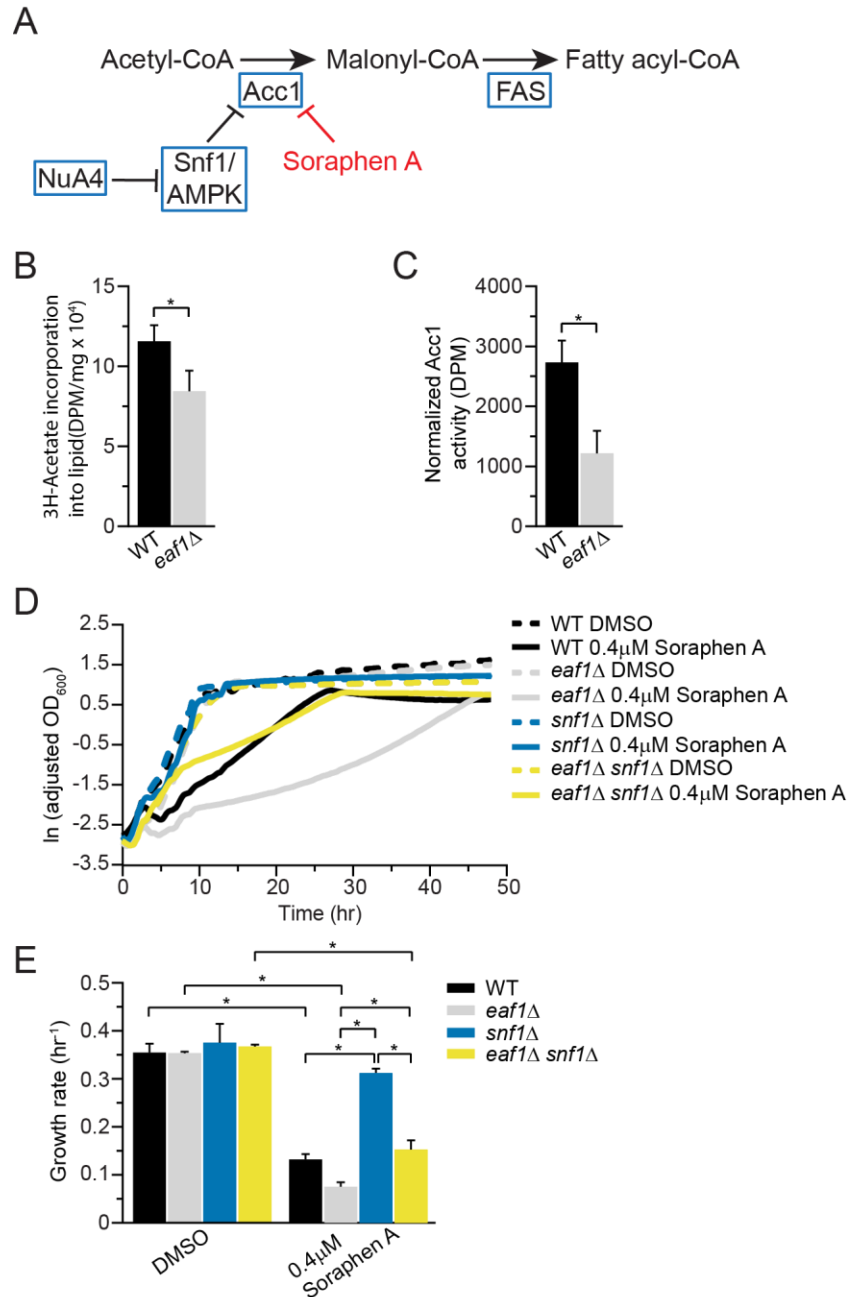 A
Acetyl-CoA Malonyl-CoA Fatty acyl-CoA
Acc1 FAS
NuA4 Snf1/ Soraphen A
AMPK
B
3H-Acetate incorporation
into lipid(DPM/mg x 10⁴)
15
10
5
0
*
WT
eaf1Δ
C
Normalized Acc1
activity (DPM)
4000
3000
2000
1000
0
*
WT
eaf1Δ
D
ln (adjusted OD₆₀₀)
2.5
1.5
0.5
-0.5
-1.5
-2.5
-3.5
0 10 20 30 40 50
Time (hr)
WT DMSO
WT 0.4μM Soraphen A
eaf1Δ DMSO
eaf1Δ 0.4μM Soraphen A
snf1Δ DMSO
snf1Δ 0.4μM Soraphen A
eaf1Δ snf1Δ DMSO
eaf1Δ snf1Δ 0.4μM Soraphen A
E
Growth rate (hr⁻¹)
0.5
0.4
0.3
0.2
0.1
0
*
*
* *
*
* *
DMSO
0.4μM
Soraphen A
WT
eaf1Δ
snf1Δ
eaf1Δ snf1Δ